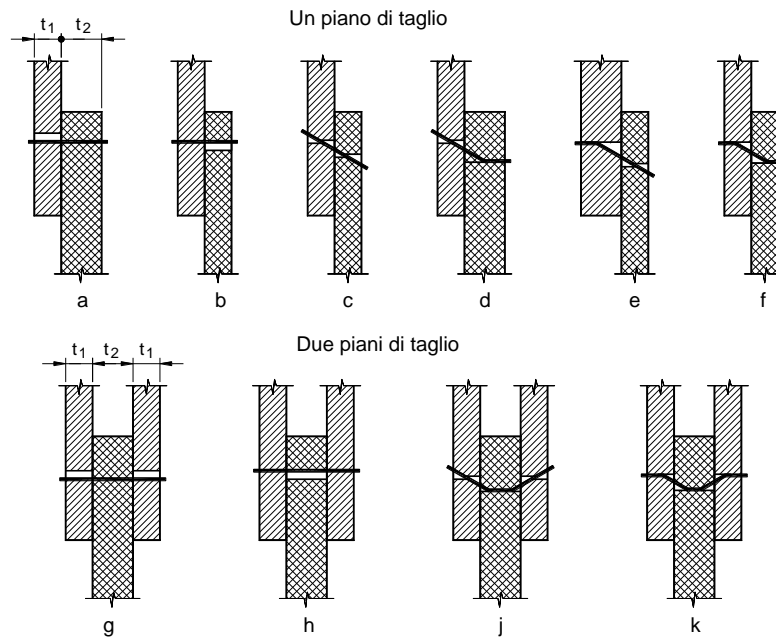 Un piano di taglio
t1 t2
a b c d e f
Due piani di taglio
t1 t2 t1
g h j k